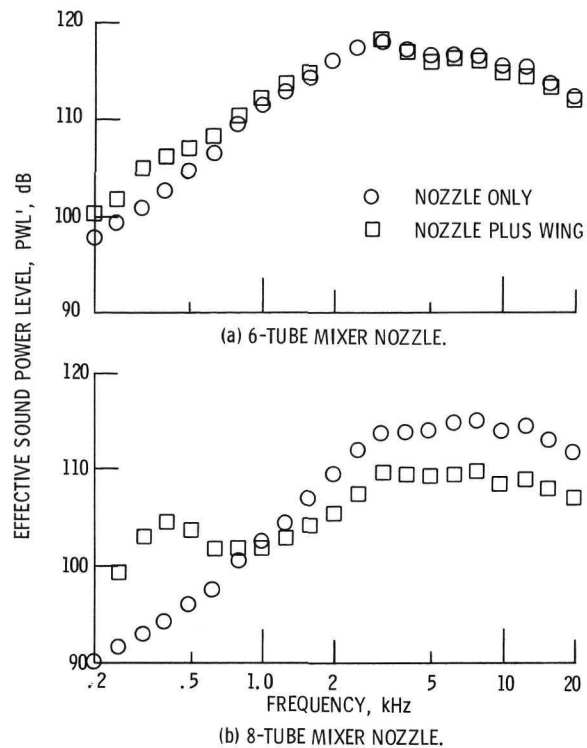 120
110
100
90
○ NOZZLE ONLY
□ NOZZLE PLUS WING
(a) 6-TUBE MIXER NOZZLE.
EFFECTIVE SOUND POWER LEVEL, PWL', dB
120
110
100
90
.2 .5 1.0 2 5 10 20
FREQUENCY, kHz
(b) 8-TUBE MIXER NOZZLE.